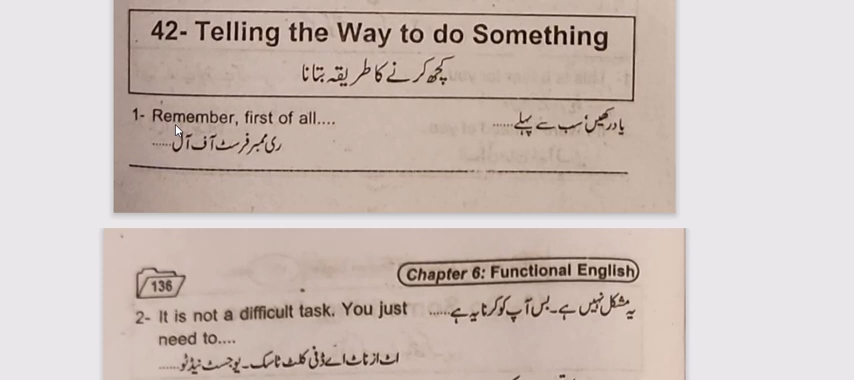 42- Telling the Way to do Something
کچھ کرنے کا طریقہ بتانا
1- Remember, first of all.... یاد رکھیں' سب سے پہلے......
ری ممبر فرسٹ آف آل......
136
Chapter 6: Functional English
2- It is not a difficult task. You just یہ مشکل نہیں ہے۔ بس آپ کو کرنا یہ ہے......
need to....
اٹ از ناٹ اے ڈفی کلٹ ٹاسک۔ یو جسٹ نیڈ ٹو......